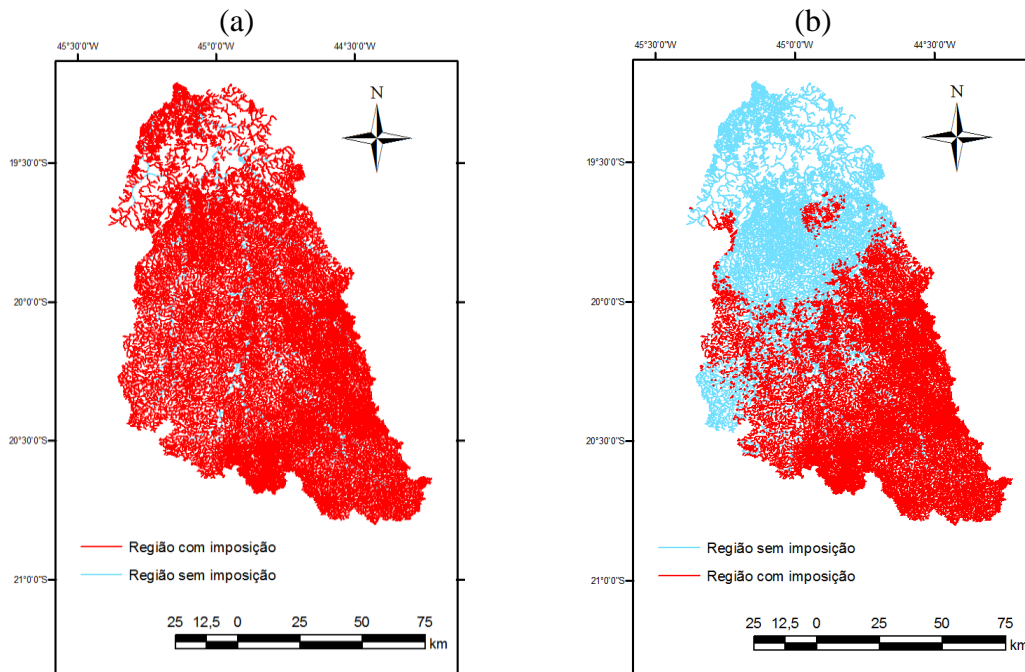 (a)
45°30'0"W 45°0'0"W 44°30'0"W
N
19°30'0"S
20°0'0"S
20°30'0"S
21°0'0"S
Região com imposição
Região sem imposição
25 12,5 0 25 50 75
km
(b)
45°30'0"W 45°0'0"W 44°30'0"W
N
19°30'0"S
20°0'0"S
20°30'0"S
21°0'0"S
Região sem imposição
Região com imposição
25 12,5 0 25 50 75
km